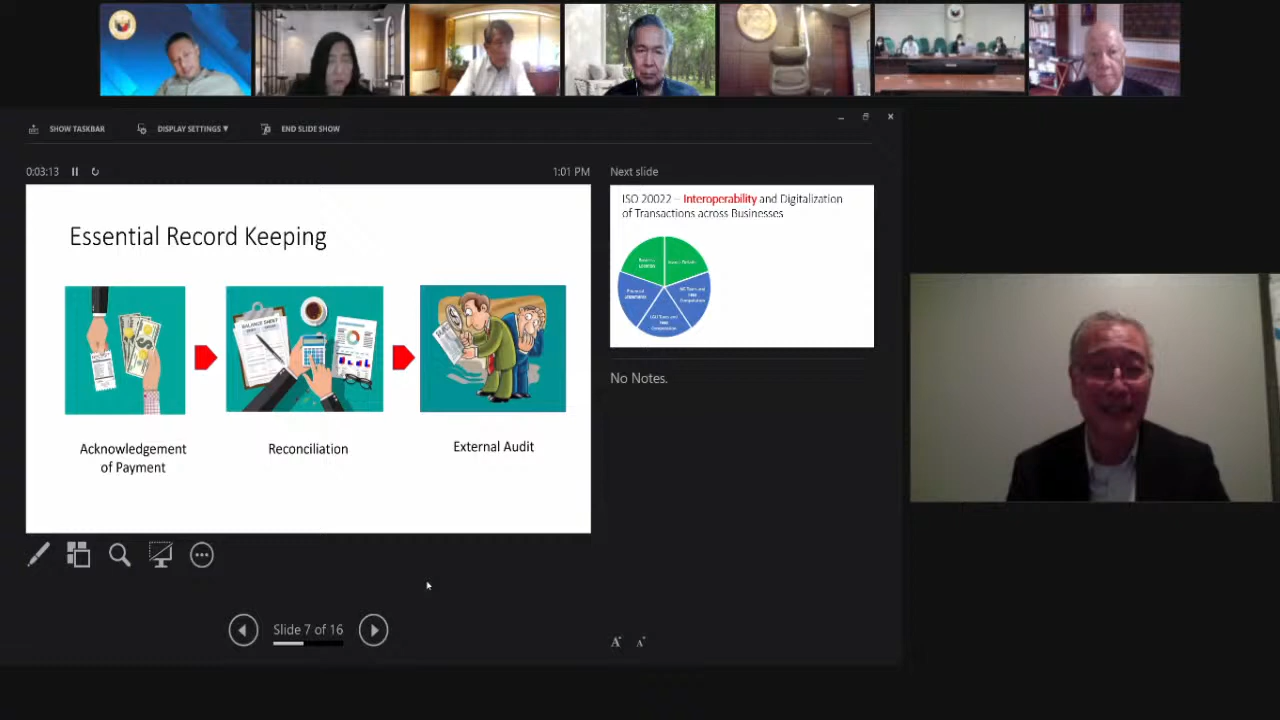 SHOW TASKBAR
DISPLAY SETTINGS ▾
END SLIDE SHOW
0:03:13
1:01 PM
Next slide
Essential Record Keeping
BALANCE SHEET
Acknowledgement
of Payment
Reconciliation
External Audit
ISO 20022 – Interoperability and Digitalization
of Transactions across Businesses
No Notes.
Slide 7 of 16